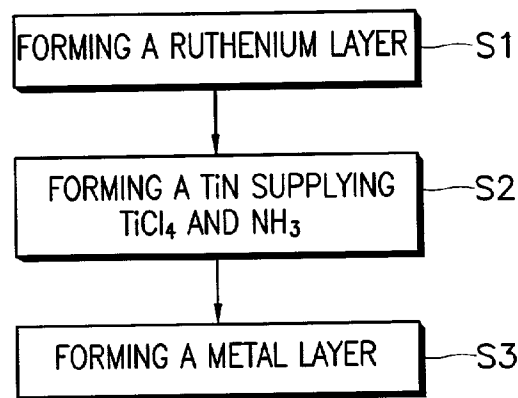 FORMING A RUTHENIUM LAYER S1
FORMING A TiN SUPPLYING S2
TiCl₄ AND NH₃
FORMING A METAL LAYER S3